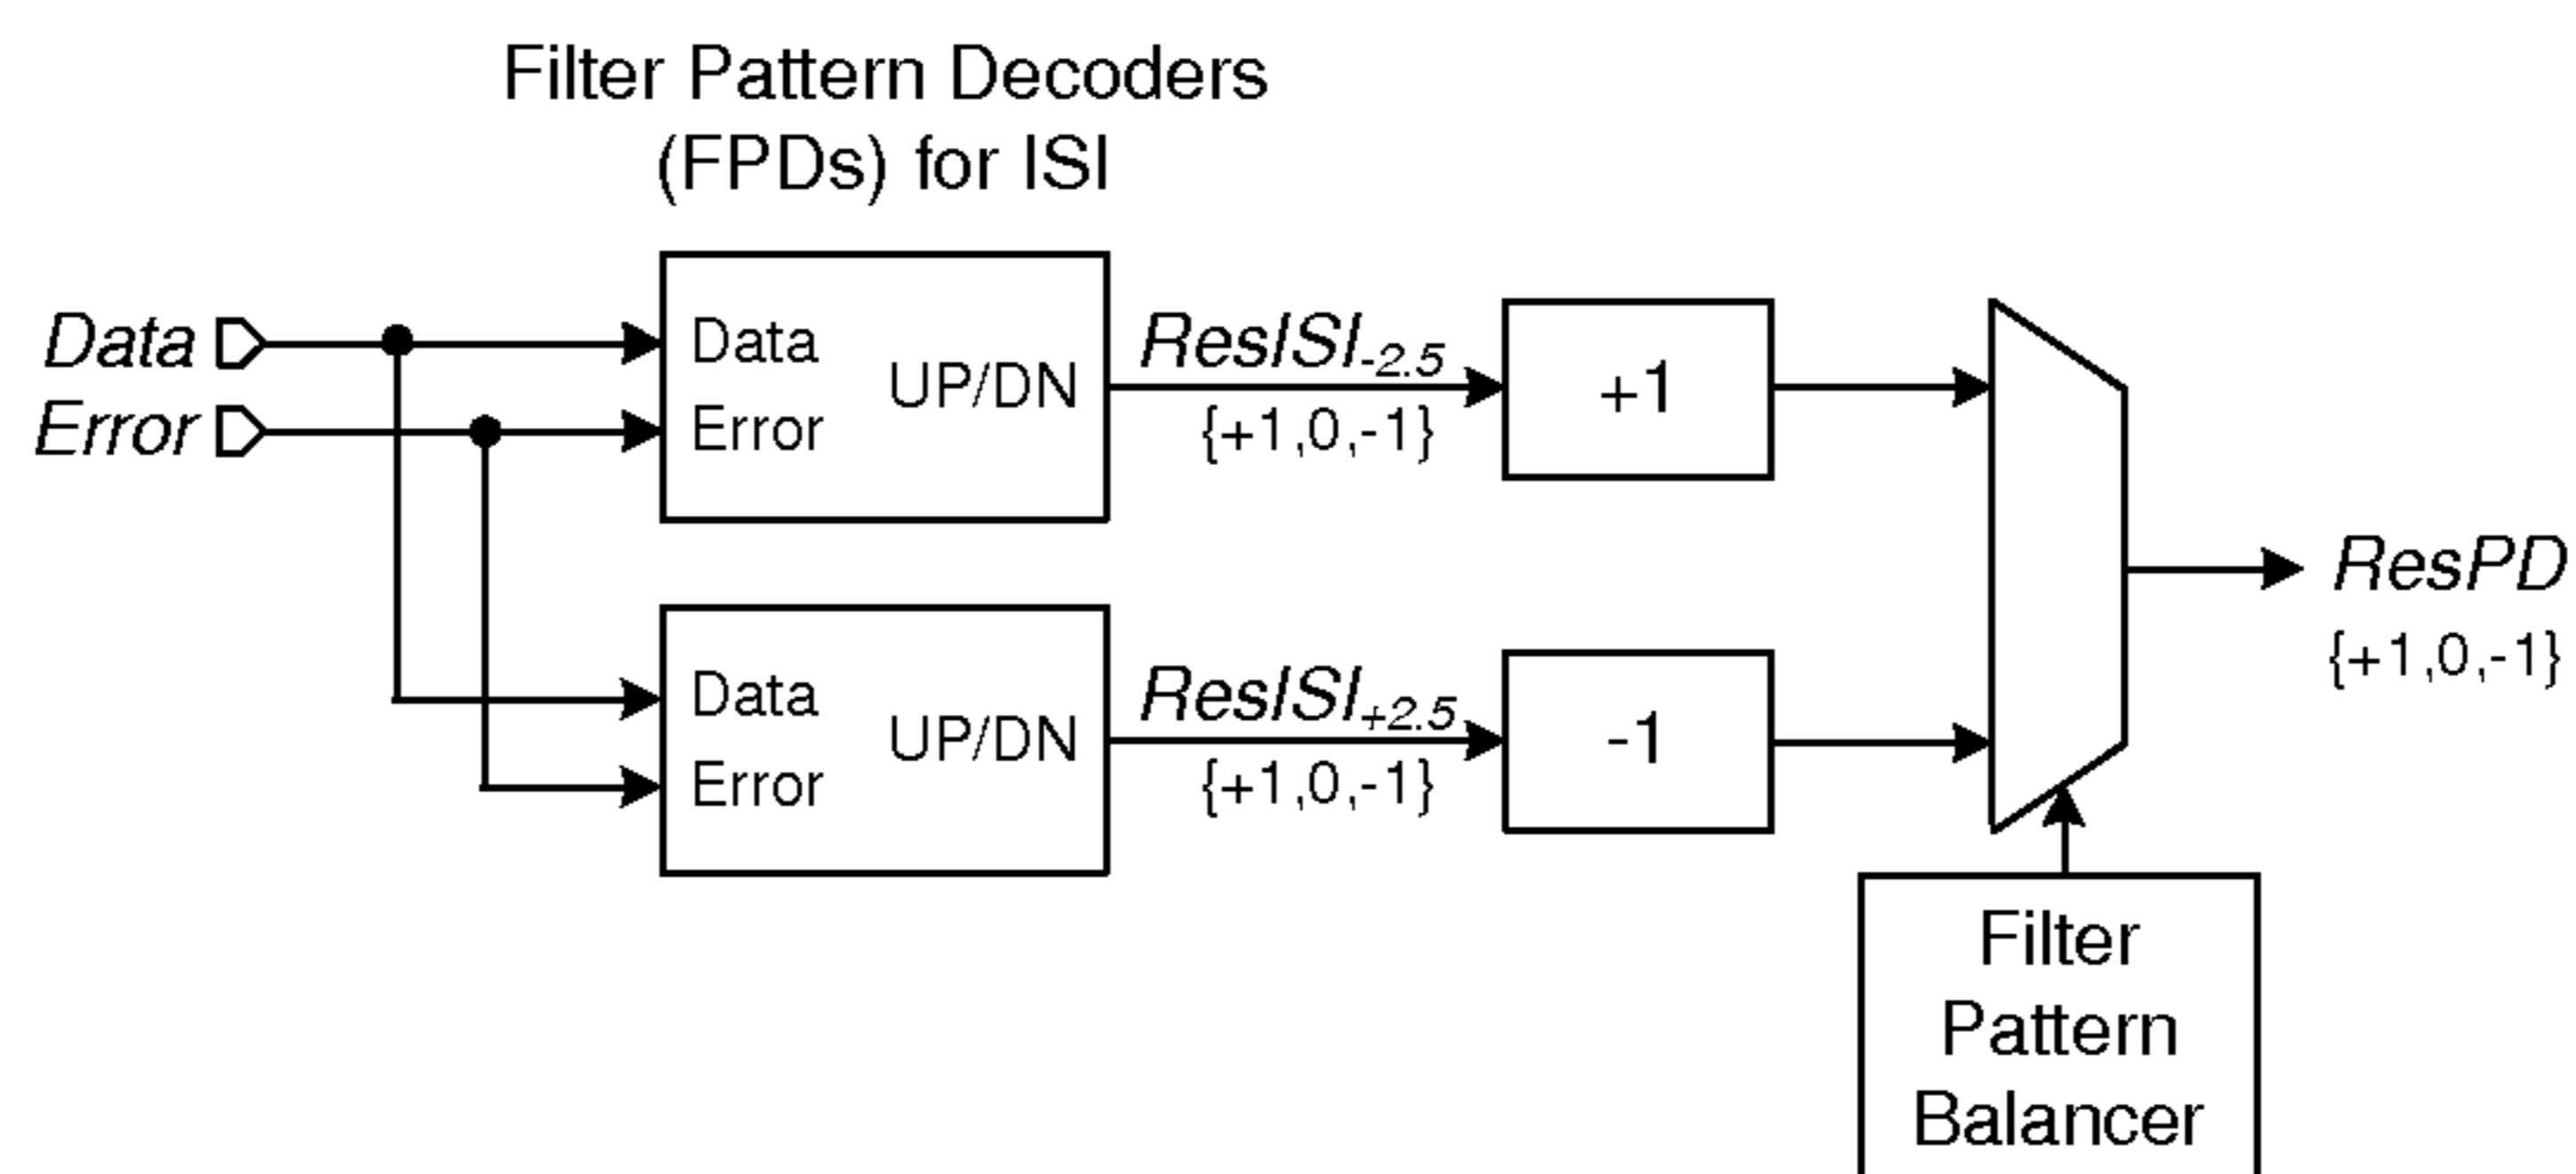 Filter Pattern Decoders
(FPDs) for ISI
Data
Error
Data
Error
UP/DN
ResISI-2.5
{+1,0,-1}
+1
Data
Error
UP/DN
ResISI+2.5
{+1,0,-1}
-1
ResPD
{+1,0,-1}
Filter
Pattern
Balancer